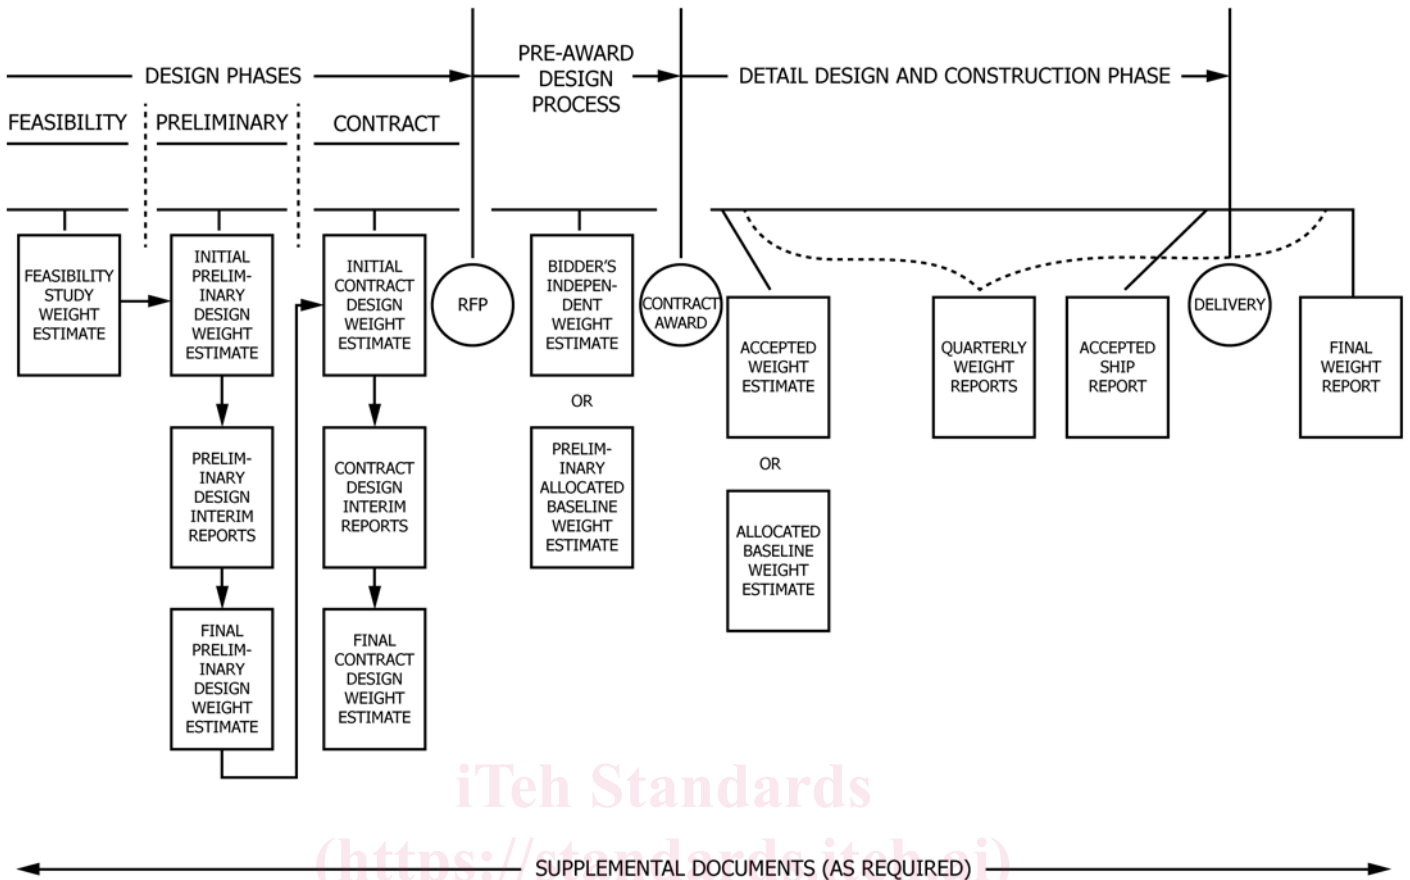 DESIGN PHASES
PRE-AWARD
DESIGN
PROCESS
DETAIL DESIGN AND CONSTRUCTION PHASE
FEASIBILITY
PRELIMINARY
CONTRACT
FEASIBILITY
STUDY
WEIGHT
ESTIMATE
INITIAL
PRELIM-
INARY
DESIGN
WEIGHT
ESTIMATE
PRELIM-
INARY
DESIGN
INTERIM
REPORTS
FINAL
PRELIM-
INARY
DESIGN
WEIGHT
ESTIMATE
INITIAL
CONTRACT
DESIGN
WEIGHT
ESTIMATE
CONTRACT
DESIGN
INTERIM
REPORTS
FINAL
CONTRACT
DESIGN
WEIGHT
ESTIMATE
RFP
BIDDER'S
INDEPEN-
DENT
WEIGHT
ESTIMATE
OR
PRELIM-
INARY
ALLOCATED
BASELINE
WEIGHT
ESTIMATE
CONTRACT
AWARD
ACCEPTED
WEIGHT
ESTIMATE
OR
ALLOCATED
BASELINE
WEIGHT
ESTIMATE
QUARTERLY
WEIGHT
REPORTS
ACCEPTED
SHIP
REPORT
DELIVERY
FINAL
WEIGHT
REPORT
iTeh Standards
(https://standards.iteh.ai)
SUPPLEMENTAL DOCUMENTS (AS REQUIRED)